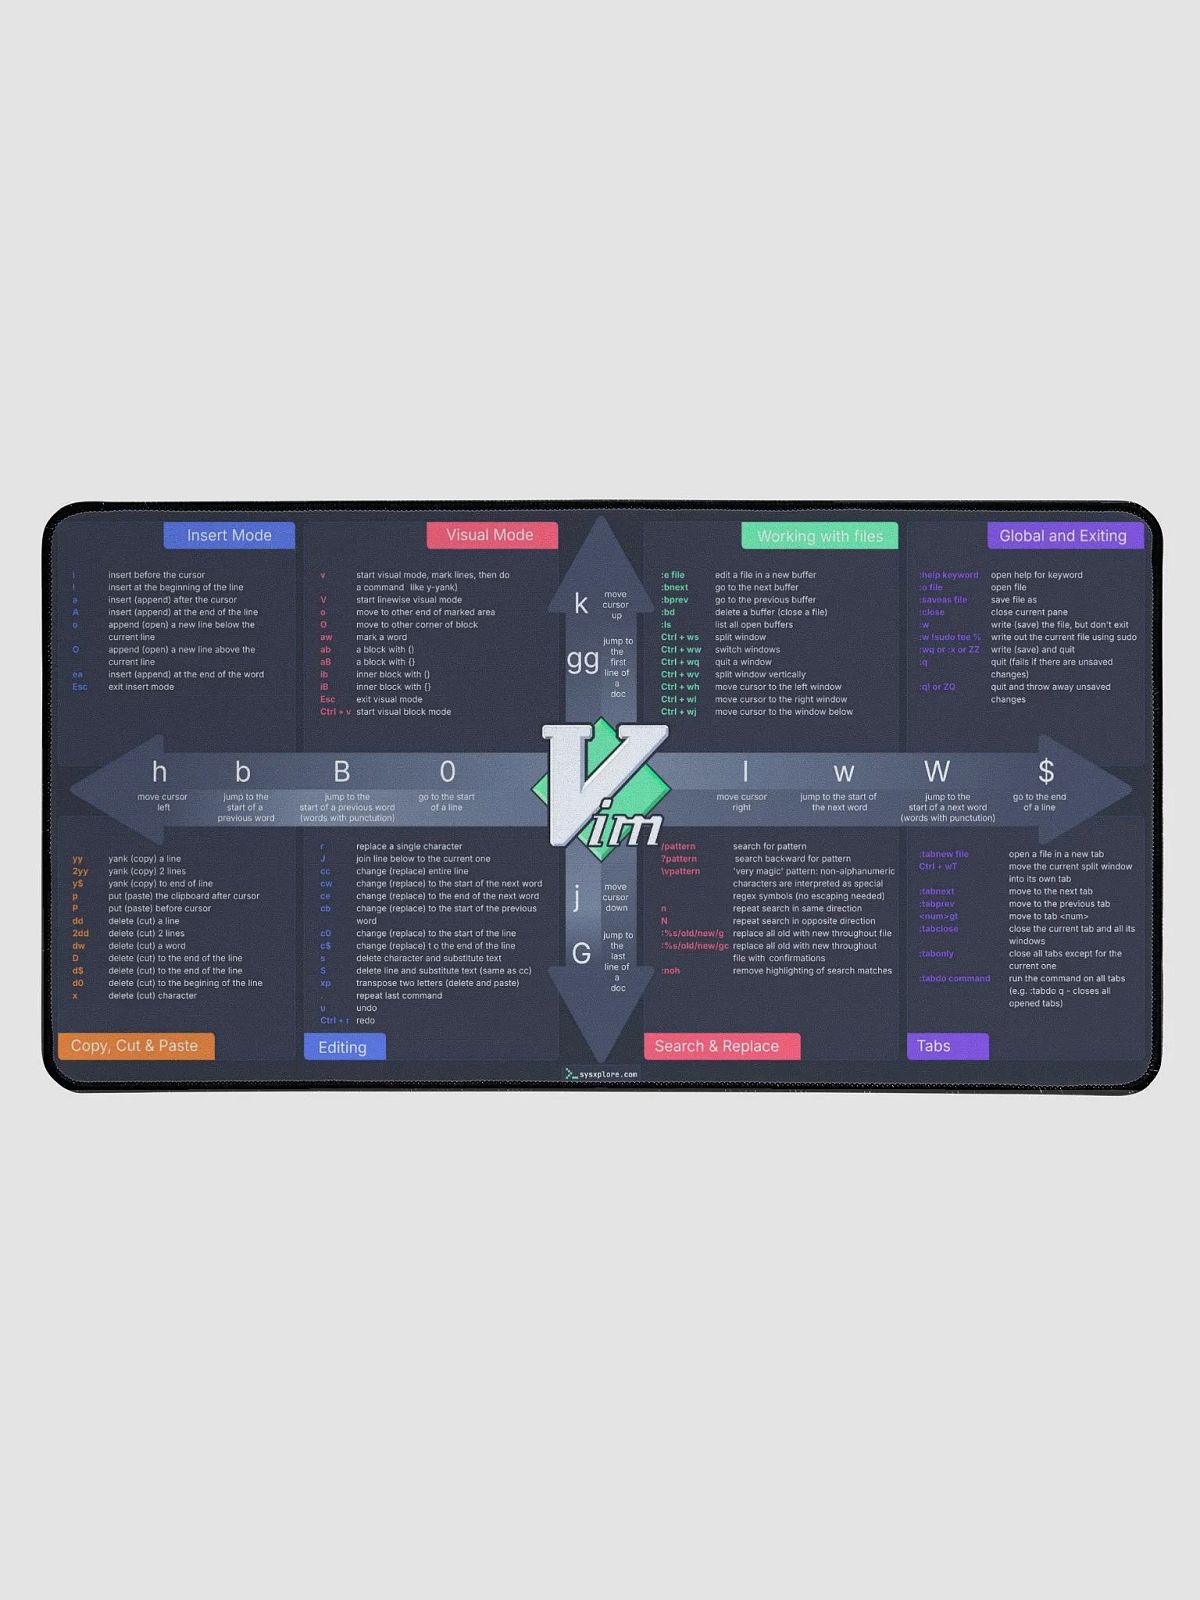 Insert Mode
i insert before the cursor
I insert at the beginning of the line
a insert (append) after the cursor
A insert (append) at the end of the line
o append (open) a new line below the
current line
O append (open) a new line above the
current line
ea insert (append) at the end of the word
Esc exit insert mode
Visual Mode
v start visual mode, mark lines, then do
a command like y-yank)
V start linewise visual mode
o move to other end of marked area
O move to other corner of block
aw mark a word
ab a block with ()
aB a block with {}
ib inner block with ()
iB inner block with {}
Esc exit visual mode
Ctrl + v start visual block mode
k
move
cursor
up
gg
jump to
the
first
line of
a
doc
Working with files
:e file edit a file in a new buffer
:bnext go to the next buffer
:bprev go to the previous buffer
:bd delete a buffer (close a file)
:ls list all open buffers
Ctrl + ws split window
Ctrl + ww switch windows
Ctrl + wq quit a window
Ctrl + wv split window vertically
Ctrl + wh move cursor to the left window
Ctrl + wl move cursor to the right window
Ctrl + wj move cursor to the window below
Global and Exiting
:help keyword open help for keyword
:o file open file
:saveas file save file as
:close close current pane
:w write (save) the file, but don't exit
:w !sudo tee % write out the current file using sudo
:wq or :x or ZZ write (save) and quit
:q quit (fails if there are unsaved
changes)
:q! or ZQ quit and throw away unsaved
changes
h
move cursor
left
b
jump to the
start of a
previous word
B
jump to the
start of a previous word
(words with punctution)
0
go to the start
of a line
Vim
l
move cursor
right
w
jump to the start of
the next word
W
jump to the
start of a next word
(words with punctution)
$
go to the end
of a line
yy yank (copy) a line
2yy yank (copy) 2 lines
y$ yank (copy) to end of line
p put (paste) the clipboard after cursor
P put (paste) before cursor
dd delete (cut) a line
2dd delete (cut) 2 lines
dw delete (cut) a word
D delete (cut) to the end of the line
d$ delete (cut) to the end of the line
d0 delete (cut) to the begining of the line
x delete (cut) character
Copy, Cut & Paste
r replace a single character
J join line below to the current one
cc change (replace) entire line
cw change (replace) to the start of the next word
ce change (replace) to the end of the next word
cb change (replace) to the start of the previous
word
c0 change (replace) to the start of the line
c$ change (replace) t o the end of the line
s delete character and substitute text
S delete line and substitute text (same as cc)
xp transpose two letters (delete and paste)
. repeat last command
u undo
Ctrl + r redo
Editing
j
move
cursor
down
G
jump to
the
last
line of
a
doc
/pattern search for pattern
?pattern search backward for pattern
\vpattern 'very magic' pattern: non-alphanumeric
characters are interpreted as special
regex symbols (no escaping needed)
n repeat search in same direction
N repeat search in opposite direction
:%s/old/new/g replace all old with new throughout file
:%s/old/new/gc replace all old with new throughout
file with confirmations
:noh remove highlighting of search matches
Search & Replace
:tabnew file open a file in a new tab
Ctrl + wT move the current split window
into its own tab
:tabnext move to the next tab
:tabprev move to the previous tab
<num>gt move to tab <num>
:tabclose close the current tab and all its
windows
:tabonly close all tabs except for the
current one
:tabdo command run the command on all tabs
(e.g. :tabdo q - closes all
opened tabs)
Tabs
>_sysxplore.com